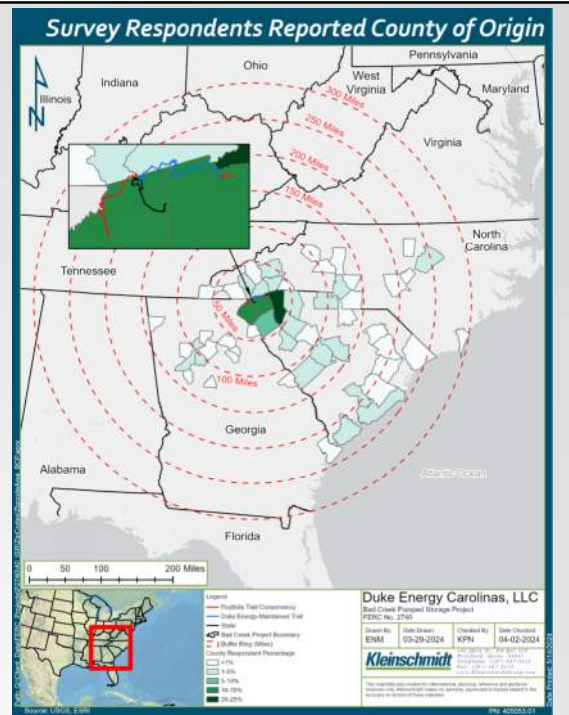 Survey Respondents Reported County of Origin
Pennsylvania
Ohio
Indiana
West
Virginia
Maryland
Illinois
N
Virginia
300 Miles
250 Miles
200 Miles
150 Miles
North
Carolina
Tennessee
50 Miles
100 Miles
Georgia
Alabama
Atlantic Ocean
Florida
0 50 100 200 Miles
Legend
Foothills Trail Conservancy
Duke Energy Maintained Trail
State
Bad Creek Project Boundary
Buffer Ring (Miles)
County Respondent Percentage
<1%
1-5%
5-10%
20-25%
Duke Energy Carolinas, LLC
Bad Creek Pumped Storage Project
FERC No. 2740
Drawn By: Date Drawn: Checked By: Date Checked:
ENM 03-29-2024 KPN 04-02-2024
Kleinschmidt
Source: USGS, ESRI